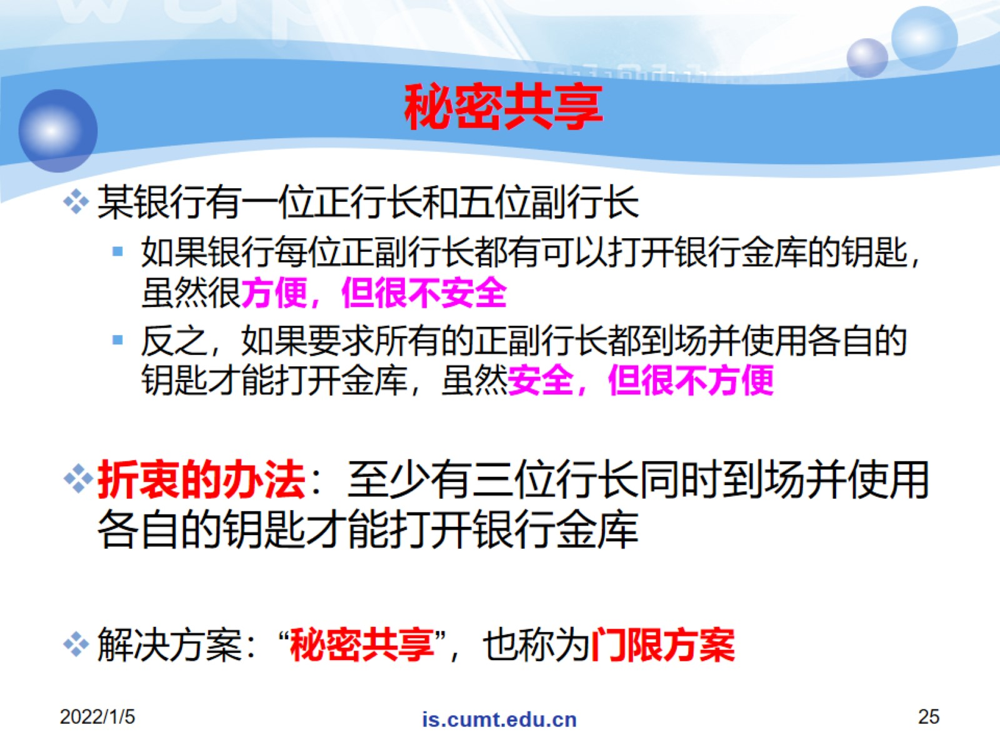 秘密共享
某银行有一位正行长和五位副行长
如果银行每位正副行长都有可以打开银行金库的钥匙，
虽然很方便，但很不安全
反之，如果要求所有的正副行长都到场并使用各自的
钥匙才能打开金库，虽然安全，但很不方便
折衷的办法：至少有三位行长同时到场并使用
各自的钥匙才能打开银行金库
解决方案：“秘密共享”，也称为门限方案
2022/1/5
is.cumt.edu.cn
25